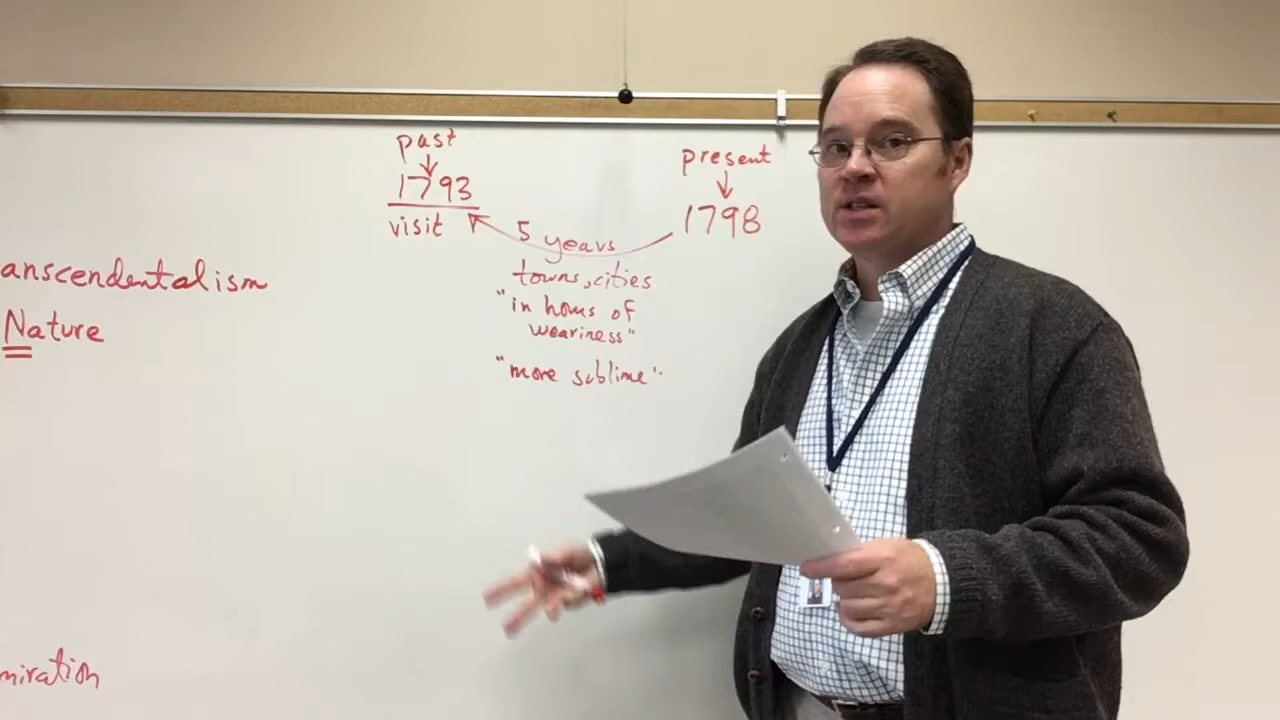 past
1793
visit
present
1798
5 years
towns, cities
"in hours of
weariness"
"more sublime"
anscendentalism
Nature
miration